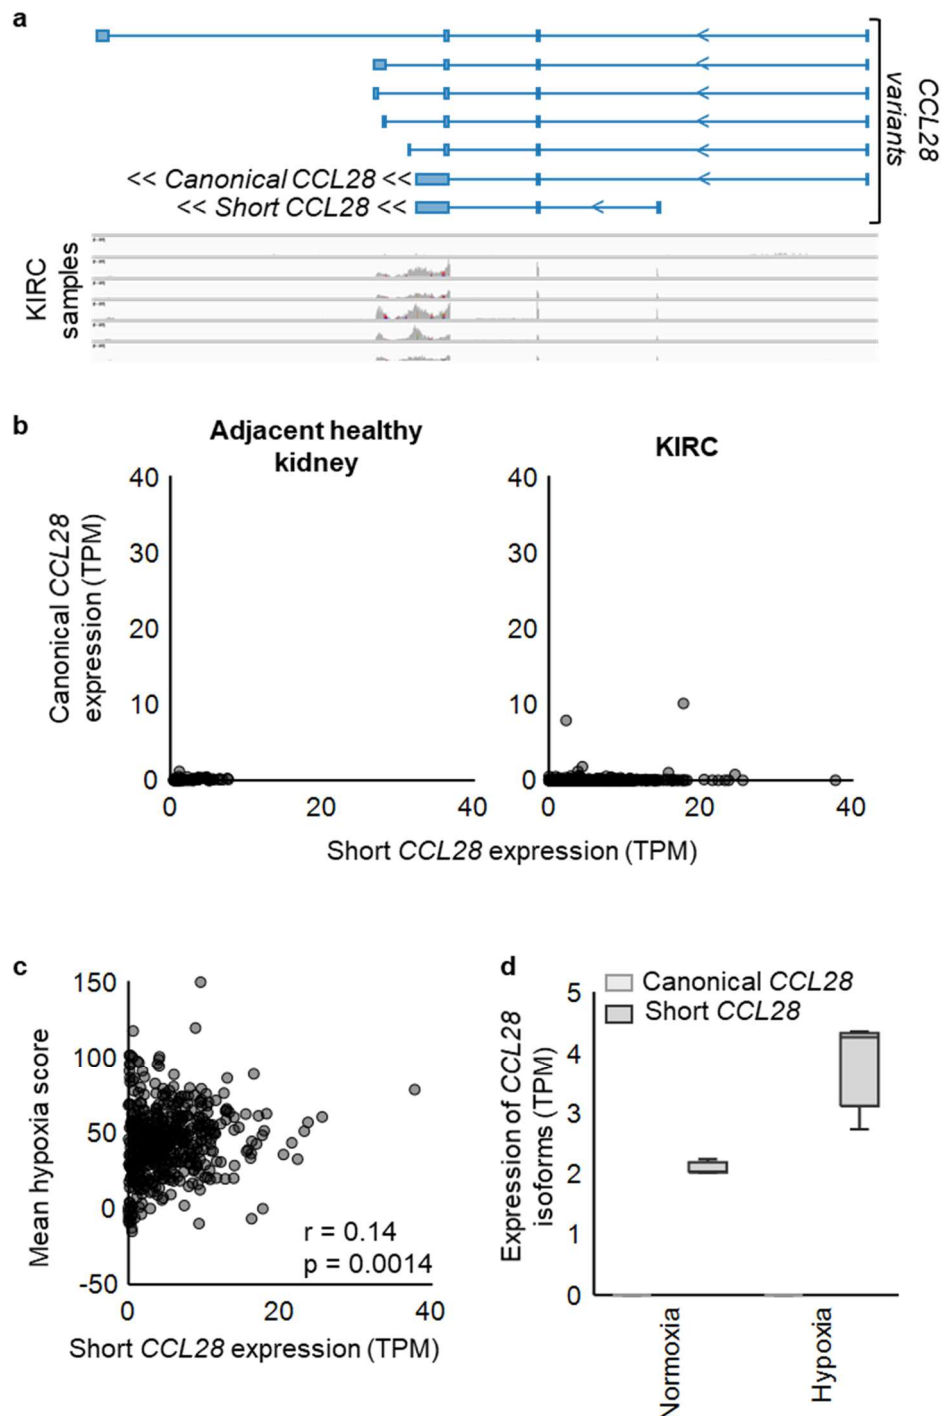 a
CCL28
variants
<< Canonical CCL28 <<
<< Short CCL28 <<
KIRC
samples
b
Adjacent healthy
kidney
KIRC
Canonical CCL28
expression (TPM)
40
30
20
10
0
0
20
40
40
30
20
10
0
0
20
40
Short CCL28 expression (TPM)
c
Mean hypoxia score
150
100
50
0
-50
r = 0.14
p = 0.0014
0
20
40
Short CCL28 expression (TPM)
d
Canonical CCL28
Short CCL28
Expression of CCL28
isoforms (TPM)
5
4
3
2
1
0
Normoxia
Hypoxia